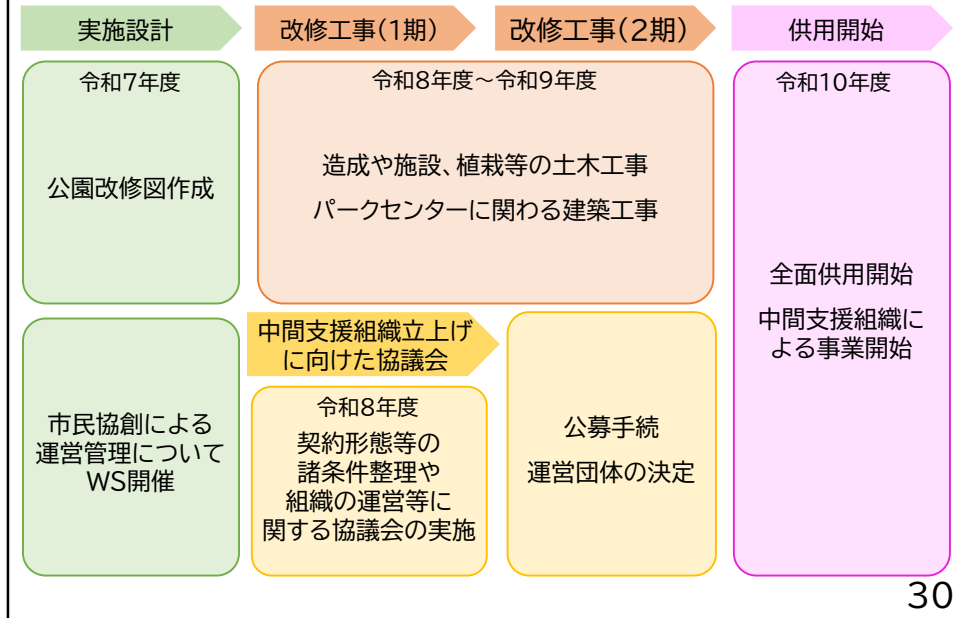 実施設計
改修工事(1期)
改修工事(2期)
供用開始
令和7年度
公園改修図作成
令和8年度～令和9年度
造成や施設、植栽等の土木工事
パークセンターに関わる建築工事
令和10年度
全面供用開始
中間支援組織に
よる事業開始
市民協創による
運営管理について
WS開催
中間支援組織立上げ
に向けた協議会
令和8年度
契約形態等の
諸条件整理や
組織の運営等に
関する協議会の実施
公募手続
運営団体の決定
30